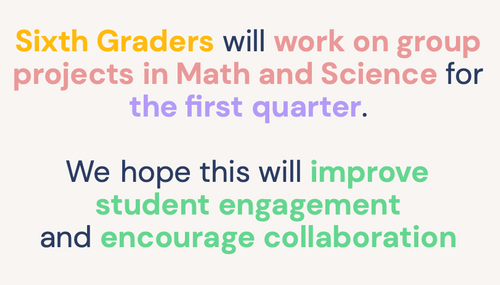 Sixth Graders will work on group
projects in Math and Science for
the first quarter.
We hope this will improve
student engagement
and encourage collaboration